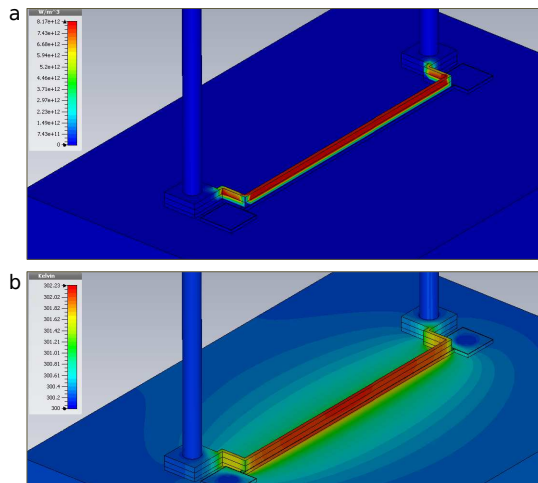 a
W/m^3
8.17e+12
7.43e+12
6.68e+12
5.94e+12
5.2e+12
4.46e+12
3.71e+12
2.97e+12
2.23e+12
1.49e+12
7.43e+11
0
b
Kelvin
302.23
302.02
301.82
301.62
301.42
301.21
301.01
300.81
300.61
300.4
300.2
300